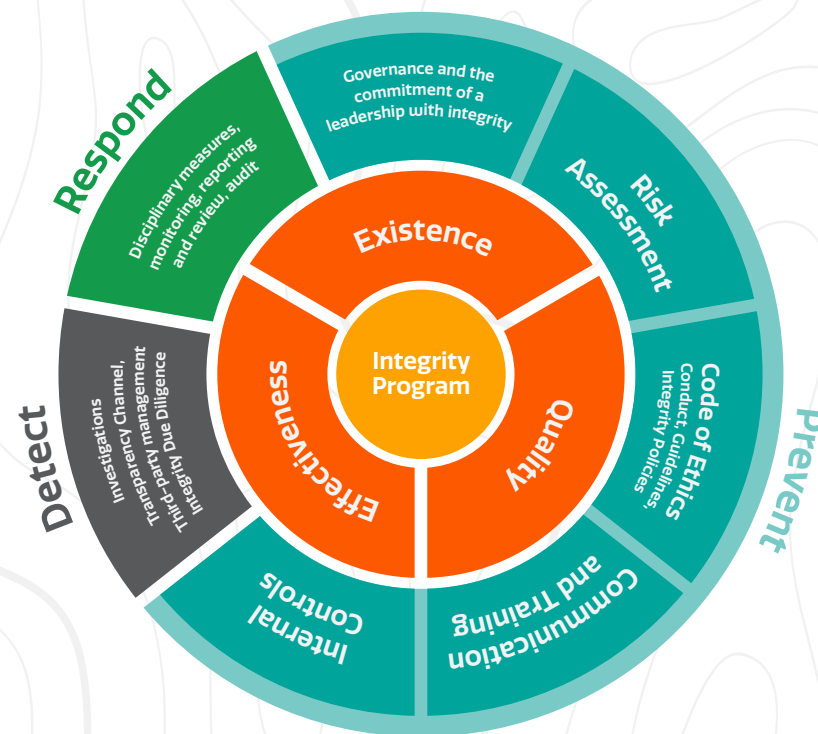 Integrity
Program
Existence
Quality
Effectiveness
Prevent
Governance and the
commitment of a
leadership with integrity
Risk
Assessment
Code of Ethics
Conduct, Guidelines,
Integrity Policies
Communication
and Training
Internal
Controls
Detect
Investigations
Transparency Channel,
Third-party management
Integrity Due Diligence
Respond
Disciplinary measures,
monitoring, reporting
and review, audit